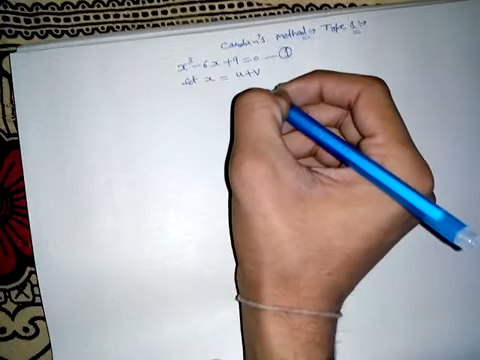 Cardan's Method :→ Type 1 :→
x³ - 6x + 9 = 0 — ①
let x = u+v